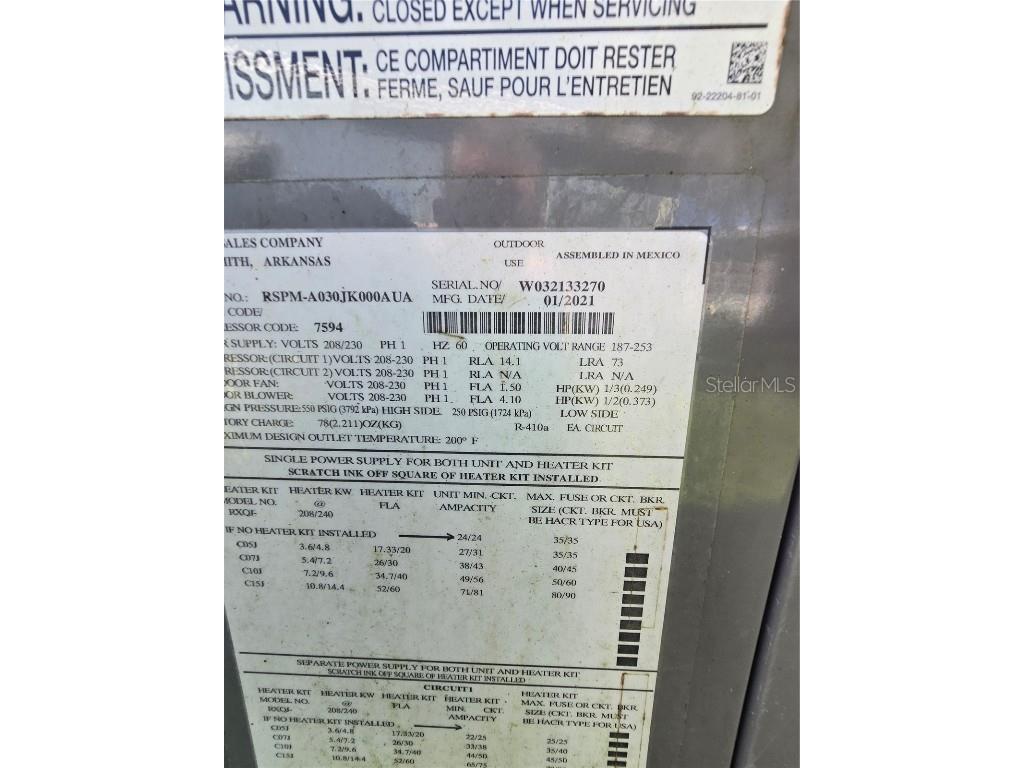 ARNING: CLOSED EXCEPT WHEN SERVICING
ISSMENT: CE COMPARTIMENT DOIT RESTER
FERME, SAUF POUR L'ENTRETIEN
92-22204-81-01
ALES COMPANY
ITH, ARKANSAS
OUTDOOR
USE
ASSEMBLED IN MEXICO
NO.: RSPM-A030JK000AUA
SERIAL.NO/ W032133270
MFG. DATE/ 01/2021
CODE/
ESSOR CODE: 7594
R SUPPLY: VOLTS 208/230 PH 1 HZ 60 OPERATING VOLT RANGE 187-253
RESSOR:(CIRCUIT 1)VOLTS 208-230 PH 1 RLA 14.1 LRA 73
RESSOR:(CIRCUIT 2)VOLTS 208-230 PH 1 RLA N/A LRA N/A
DOOR FAN: VOLTS 208-230 PH 1 FLA 1.50 HP(KW) 1/3(0.249)
OR BLOWER: VOLTS 208-230 PH 1 FLA 4.10 HP(KW) 1/2(0.373)
IGN PRESSURE:550 PSIG (3792 kPa) HIGH SIDE 250 PSIG (1724 kPa) LOW SIDE
TORY CHARGE: 78(2.211)OZ(KG) R-410a EA. CIRCUIT
XIMUM DESIGN OUTLET TEMPERATURE: 200° F
SINGLE POWER SUPPLY FOR BOTH UNIT AND HEATER KIT
SCRATCH INK OFF SQUARE OF HEATER KIT INSTALLED
EATER KIT HEATER KW HEATER KIT UNIT MIN. CKT. MAX. FUSE OR CKT. BKR.
MODEL NO. @ FLA AMPACITY SIZE (CKT. BKR. MUST
RXQJ- 208/240 BE HACR TYPE FOR USA)
IF NO HEATER KIT INSTALLED 24/24 35/35
C05J 3.6/4.8 17.33/20 27/31 35/35
C07J 5.4/7.2 26/30 38/43 40/45
C10J 7.2/9.6 34.7/40 49/56 50/60
C15J 10.8/14.4 52/60 71/81 80/90
SEPARATE POWER SUPPLY FOR BOTH UNIT AND HEATER KIT
SCRATCH INK OFF SQUARE OF HEATER KIT INSTALLED
CIRCUIT1
HEATER KIT HEATER KW HEATER KIT HEATER KIT HEATER KIT
MODEL NO. @ FLA MIN. CKT. MAX. FUSE OR CKT. BKR.
RXQJ- 208/240 AMPACITY SIZE (CKT. BKR. MUST
BE HACR TYPE FOR USA)
IF NO HEATER KIT INSTALLED
C05J 3.6/4.8 17.33/20 22/25 25/25
C07J 5.4/7.2 26/30 33/38 35/40
C10J 7.2/9.6 34.7/40 44/50 45/50
C15J 10.8/14.4 52/60 65/75
StellarMLS